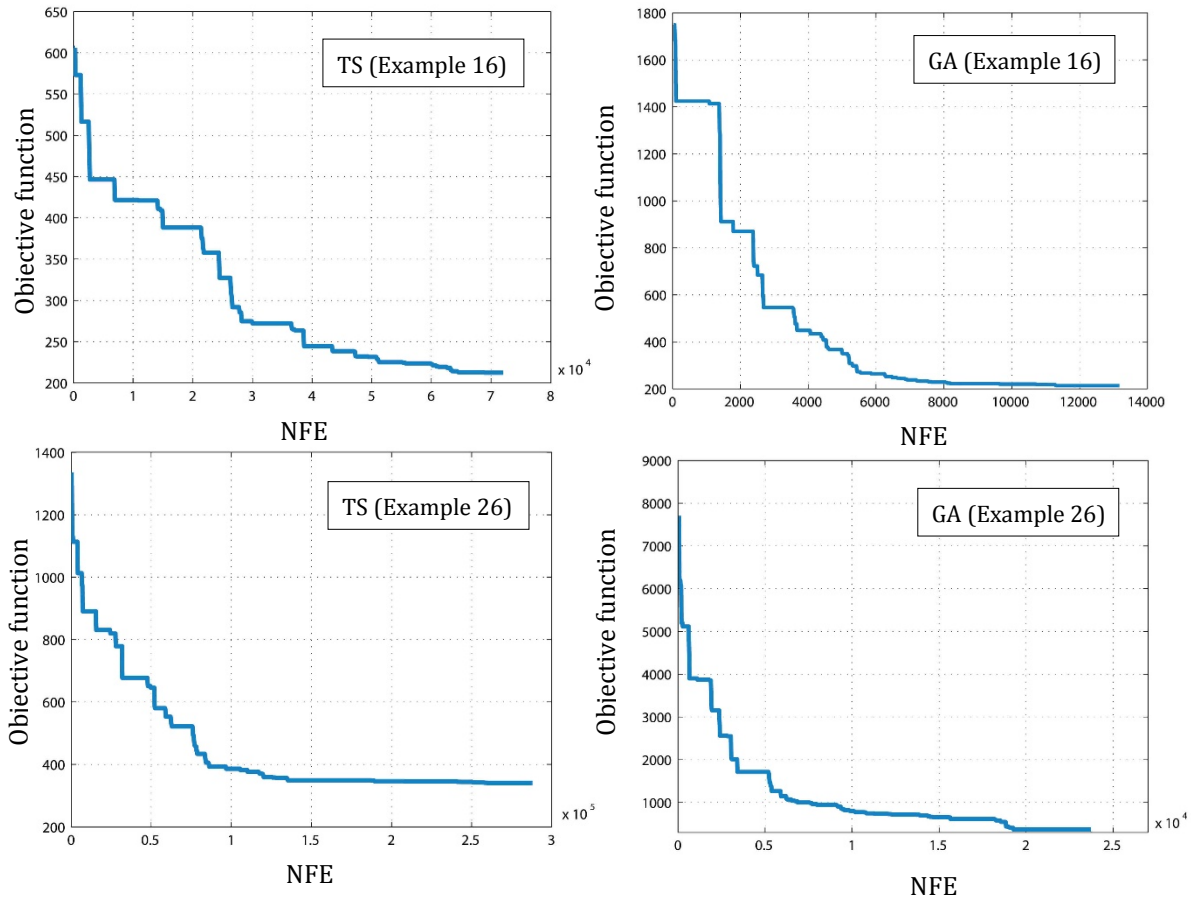 650
600
550
500
450
400
350
300
250
200
Obiective function
TS (Example 16)
0 1 2 3 4 5 6 7 8
x 10^4
NFE
1800
1600
1400
1200
1000
800
600
400
200
Obiective function
GA (Example 16)
0 2000 4000 6000 8000 10000 12000 14000
NFE
1400
1200
1000
800
600
400
200
Obiective function
TS (Example 26)
0 0.5 1 1.5 2 2.5 3
x 10^5
NFE
9000
8000
7000
6000
5000
4000
3000
2000
1000
Obiective function
GA (Example 26)
0 0.5 1 1.5 2 2.5
x 10^4
NFE